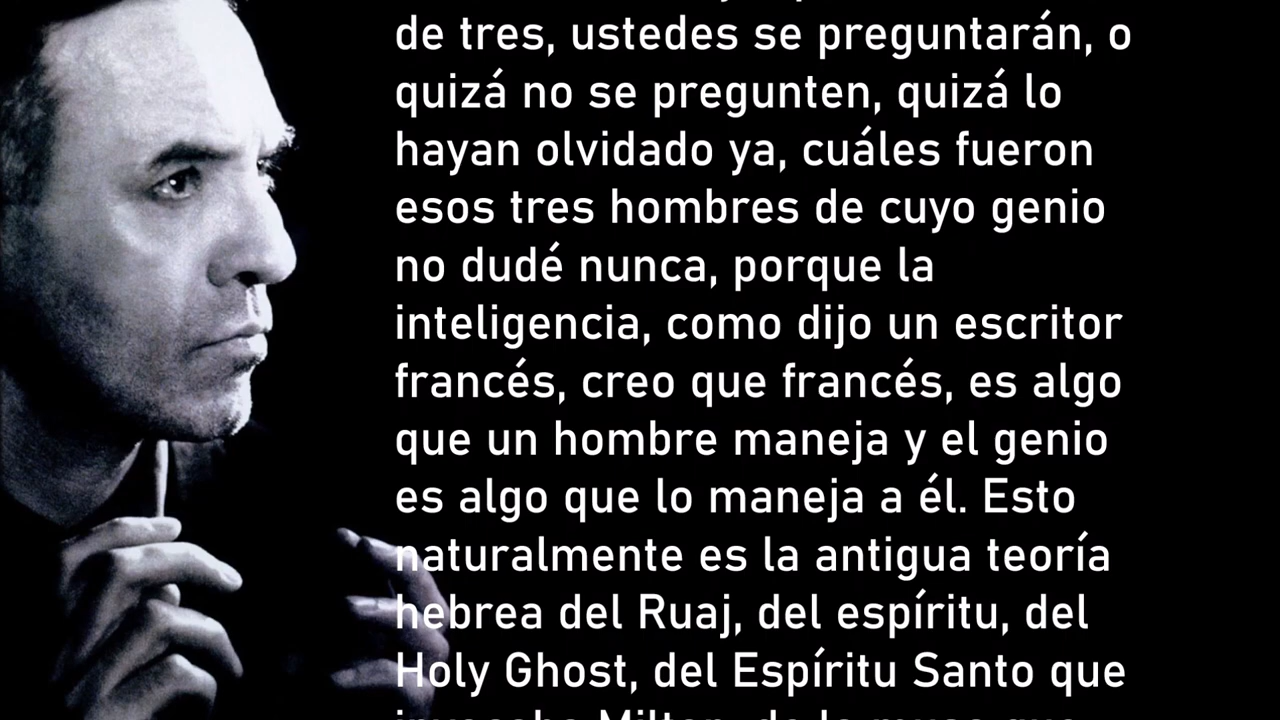 de tres, ustedes se preguntarán, o
quizá no se pregunten, quizá lo
hayan olvidado ya, cuáles fueron
esos tres hombres de cuyo genio
no dudé nunca, porque la
inteligencia, como dijo un escritor
francés, creo que francés, es algo
que un hombre maneja y el genio
es algo que lo maneja a él. Esto
naturalmente es la antigua teoría
hebrea del Ruaj, del espíritu, del
Holy Ghost, del Espíritu Santo que